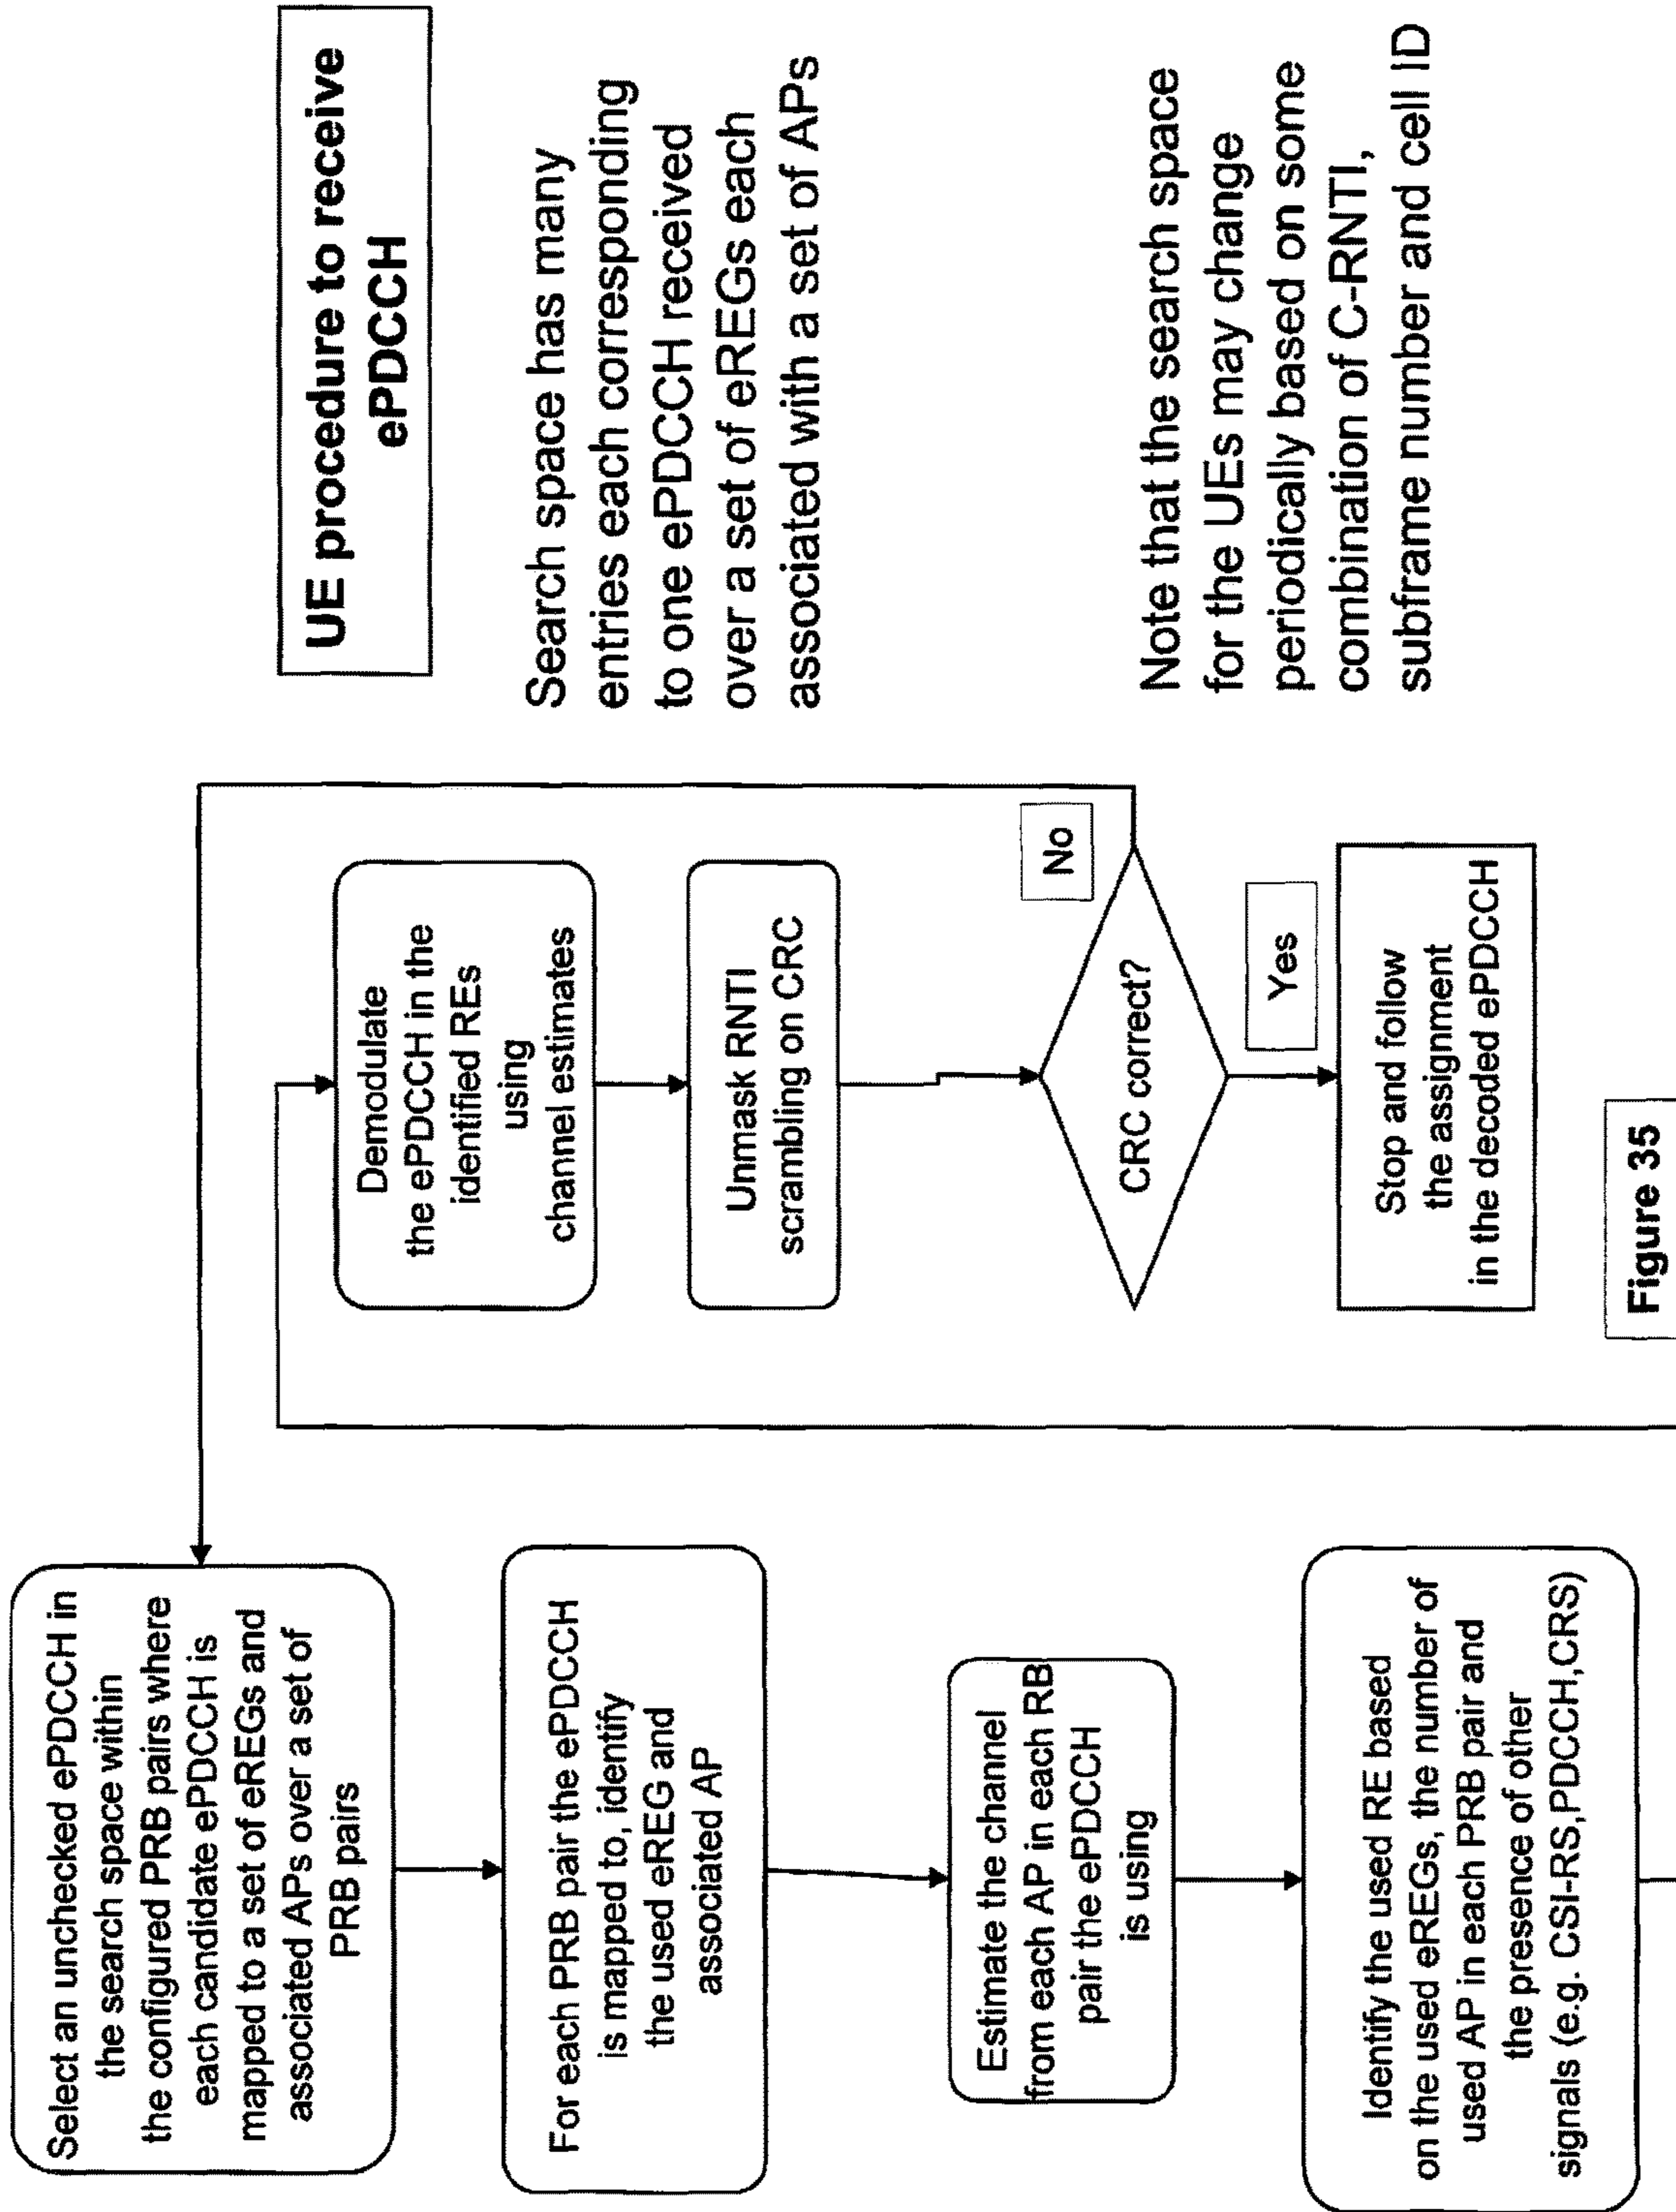 Select an unchecked ePDCCH in
the search space within
the configured PRB pairs where
each candidate ePDCCH is
mapped to a set of eREGs and
associated APs over a set of
PRB pairs
For each PRB pair the ePDCCH
is mapped to, identify
the used eREG and
associated AP
Estimate the channel
from each AP in each RB
pair the ePDCCH
is using
Identify the used RE based
on the used eREGs, the number of
used AP in each PRB pair and
the presence of other
signals (e.g. CSI-RS,PDCCH,CRS)
Demodulate
the ePDCCH in the
identified REs
using
channel estimates
Unmask RNTI
scrambling on CRC
CRC correct?
No
Yes
Stop and follow
the assignment
in the decoded ePDCCH
UE procedure to receive
ePDCCH
Search space has many
entries each corresponding
to one ePDCCH received
over a set of eREGs each
associated with a set of APs
Note that the search space
for the UEs may change
periodically based on some
combination of C-RNTI,
subframe number and cell ID
Figure 35